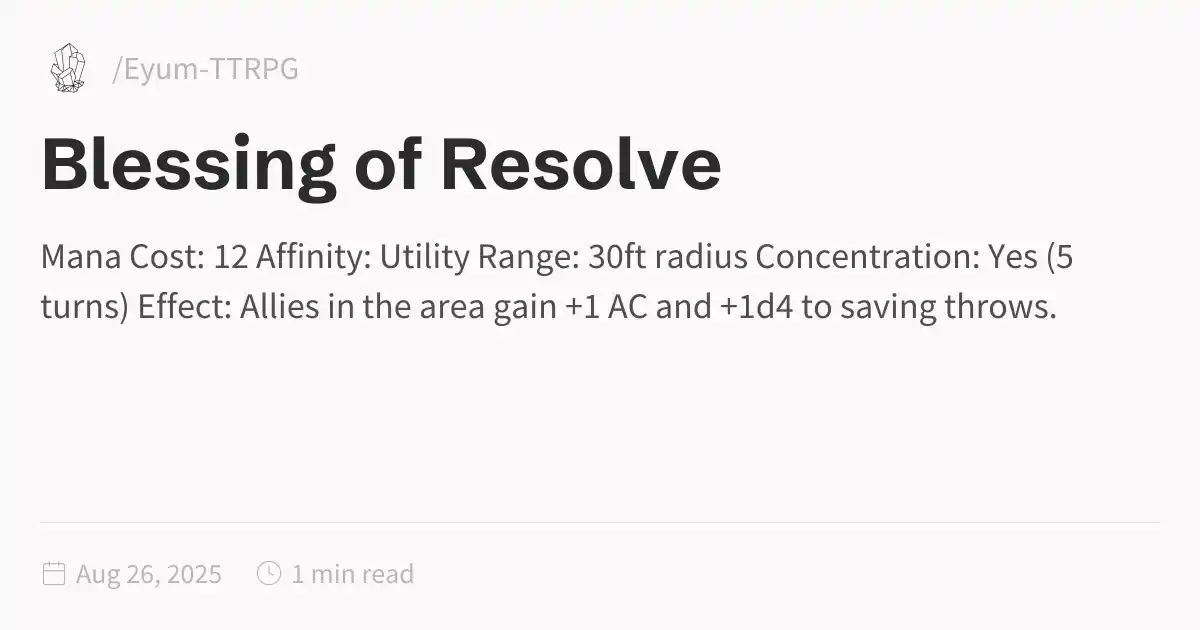 /Eyum-TTRPG
Blessing of Resolve
Mana Cost: 12 Affinity: Utility Range: 30ft radius Concentration: Yes (5
turns) Effect: Allies in the area gain +1 AC and +1d4 to saving throws.
Aug 26, 2025 1 min read